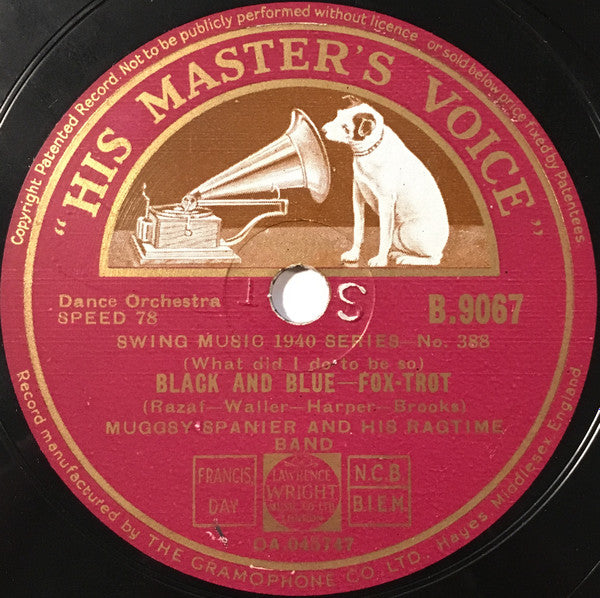 Copyright Patented Record. Not to be publicly performed without licence or sold below price fixed by Patentees.
"HIS MASTER'S VOICE"
Dance Orchestra
SPEED 78
I S
B.9067
SWING MUSIC 1940 SERIES—No. 388
(What did I do to be so)
BLACK AND BLUE—FOX-TROT
(Razaf—Waller—Harper—Brooks)
MUGGSY SPANIER AND HIS RAGTIME
BAND
FRANCIS,
DAY
LAWRENCE
WRIGHT
MUSIC CO LTD
N.C.B.
B.I.E.M.
OA 045747
Record manufactured by THE GRAMOPHONE CO., LTD., Hayes, Middlesex, England.